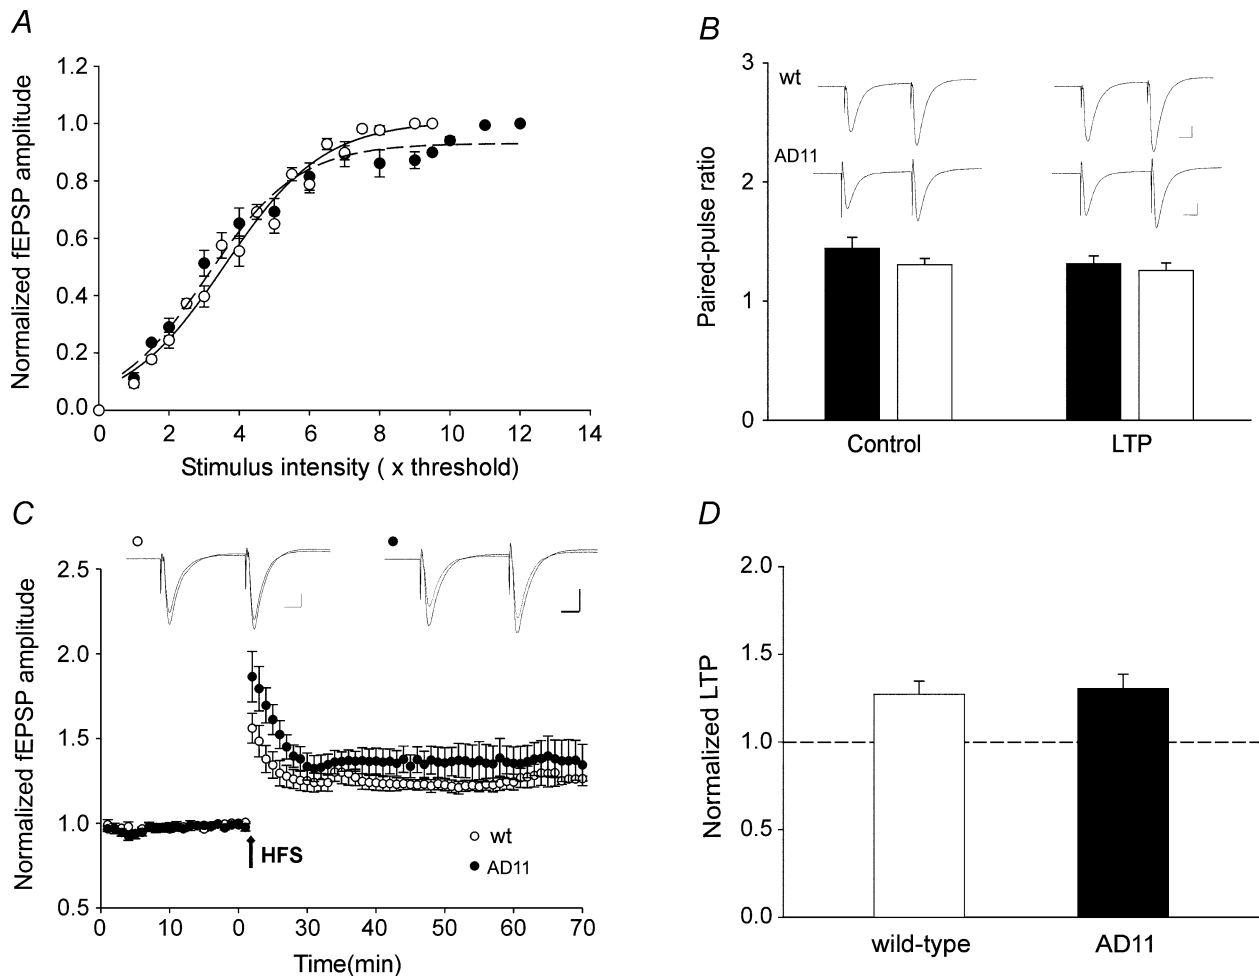 A
Normalized fEPSP amplitude
1.2
1.0
0.8
0.6
0.4
0.2
0.0
0 2 4 6 8 10 12 14
Stimulus intensity ( x threshold)
B
Paired-pulse ratio
3
2
1
0
wt
AD11
Control LTP
C
Normalized fEPSP amplitude
2.5
2.0
1.5
1.0
0.5
HFS
wt
AD11
0 10 0 30 40 50 60 70
Time(min)
D
Normalized LTP
2.0
1.5
1.0
0.5
0.0
wild-type AD11